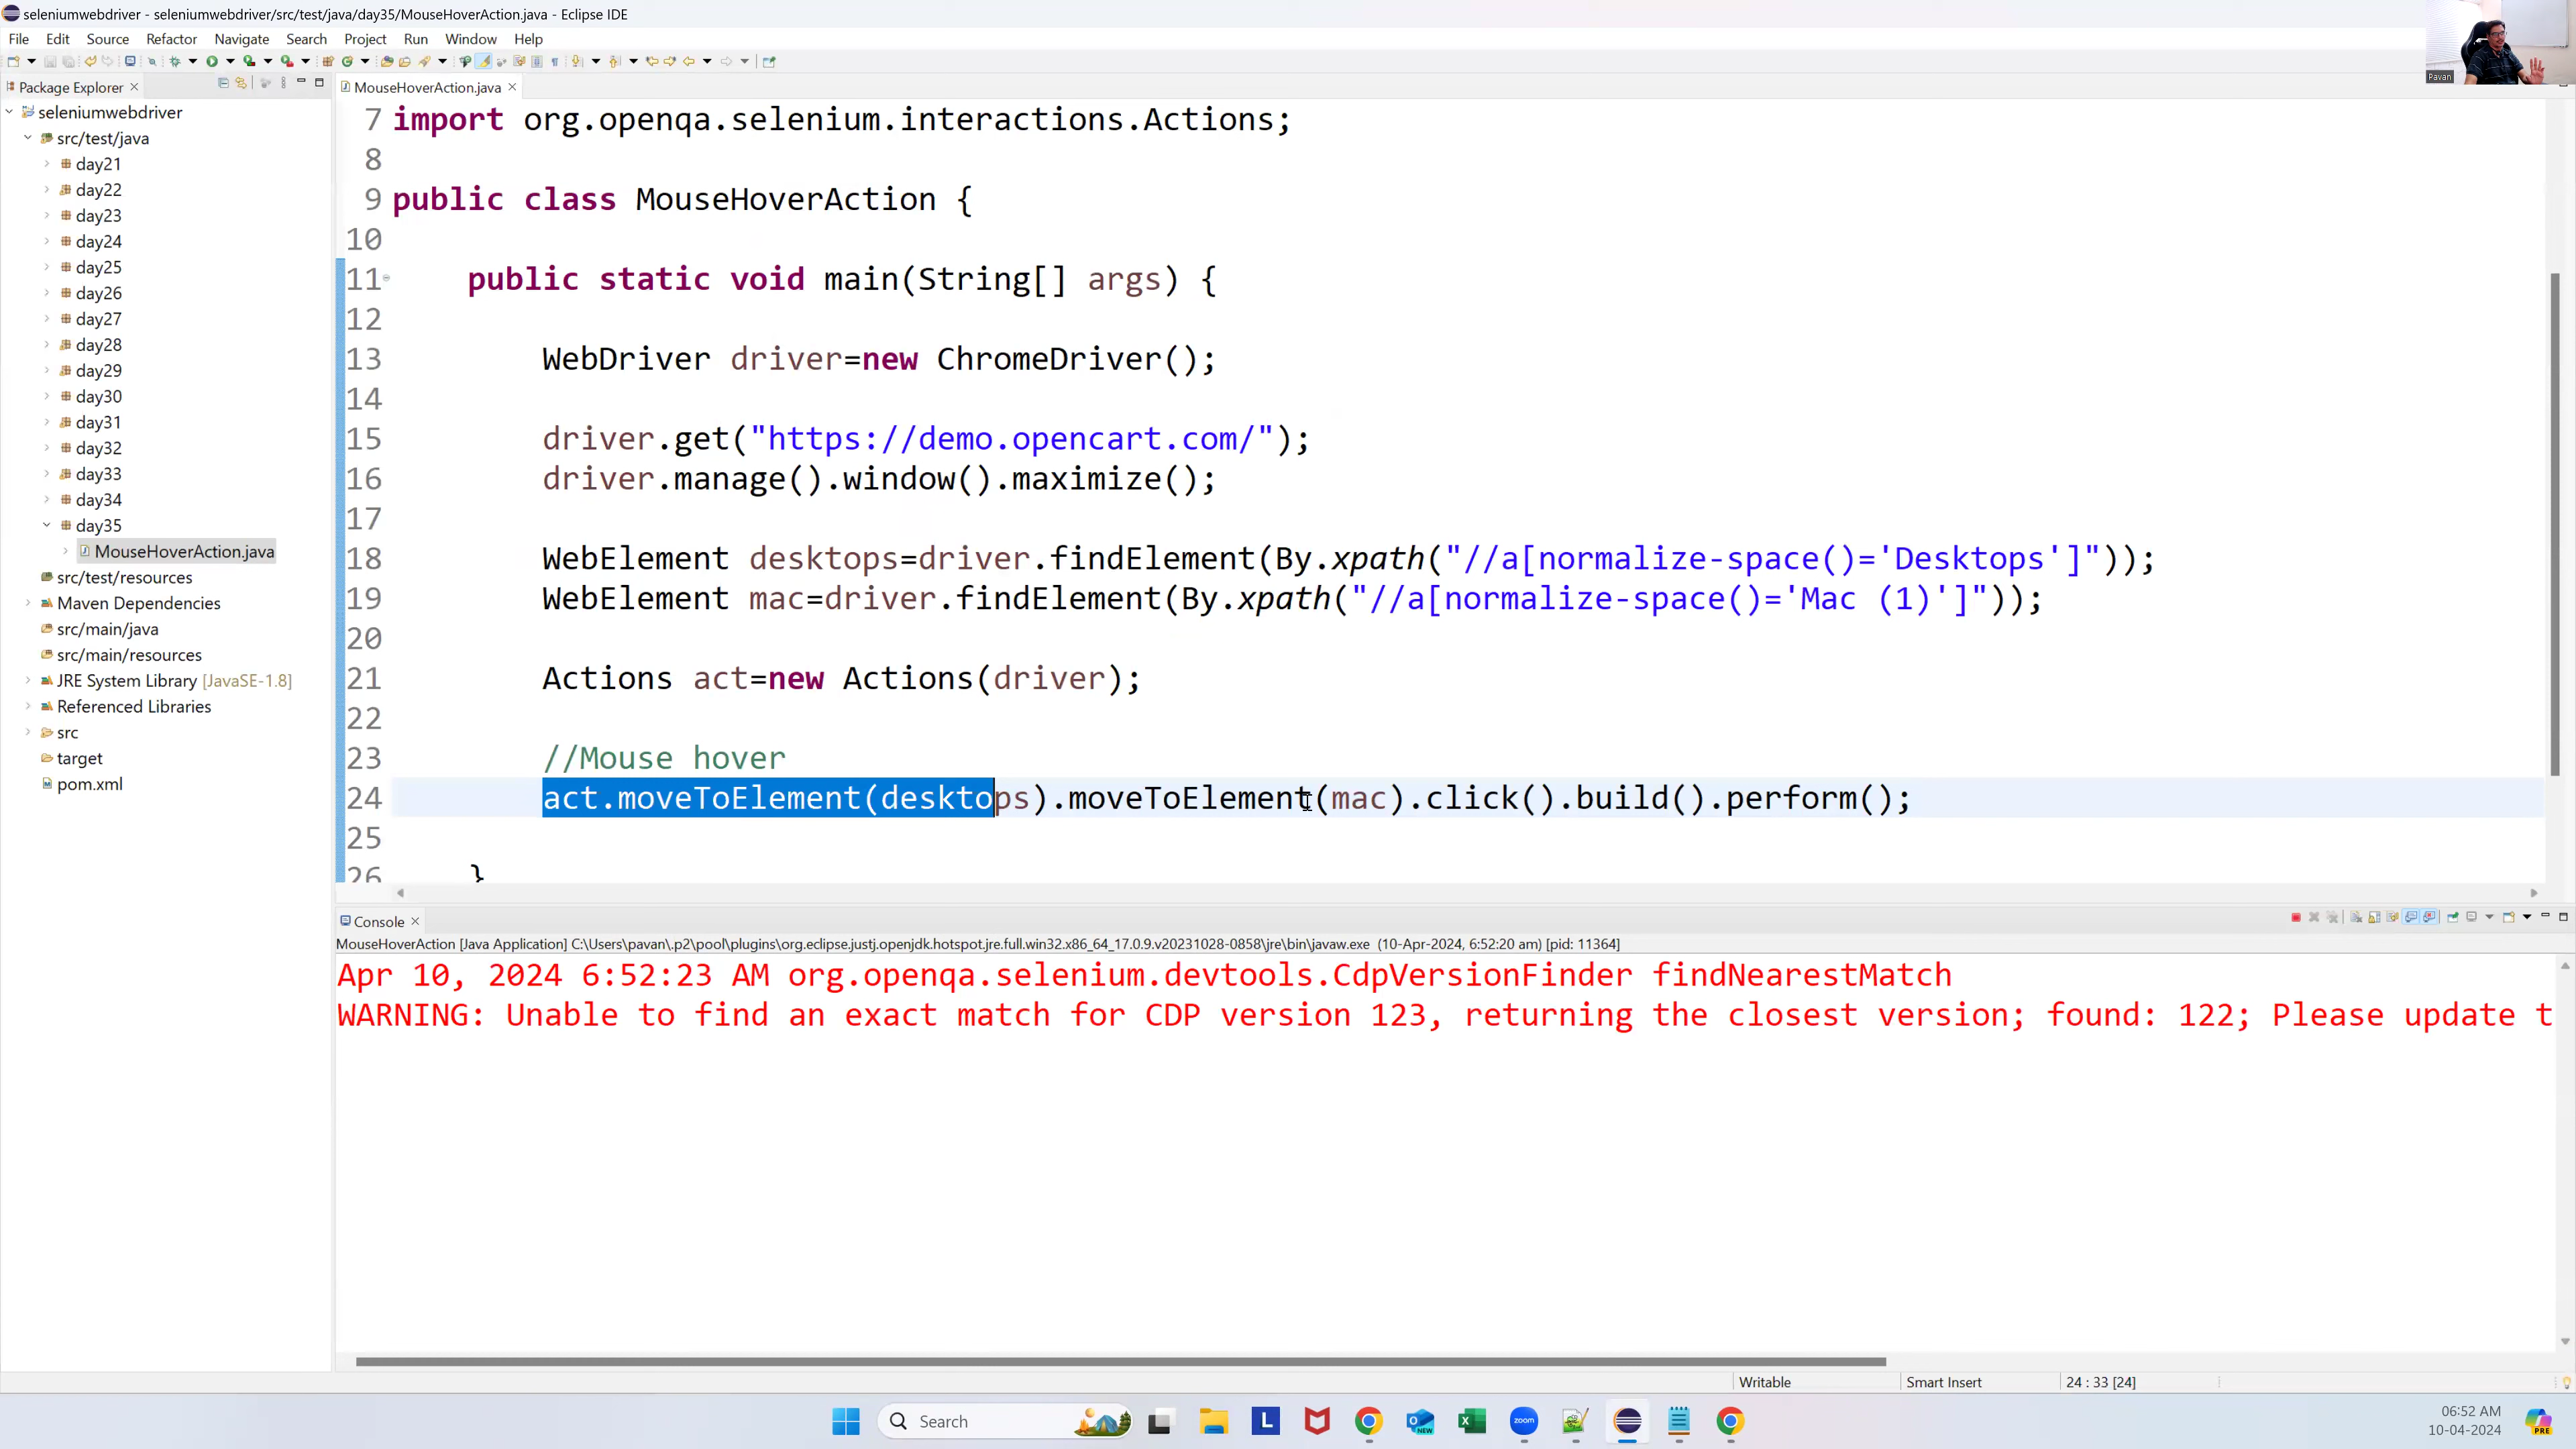 seleniumwebdriver - seleniumwebdriver/src/test/java/day35/MouseHoverAction.java - Eclipse IDE
File Edit Source Refactor Navigate Search Project Run Window Help
Pavan
Package Explorer
seleniumwebdriver
src/test/java
day21
day22
day23
day24
day25
day26
day27
day28
day29
day30
day31
day32
day33
day34
day35
MouseHoverAction.java
src/test/resources
Maven Dependencies
src/main/java
src/main/resources
JRE System Library [JavaSE-1.8]
Referenced Libraries
src
target
pom.xml
MouseHoverAction.java
7 import org.openqa.selenium.interactions.Actions;
8
9 public class MouseHoverAction {
10
11 public static void main(String[] args) {
12
13 WebDriver driver=new ChromeDriver();
14
15 driver.get("https://demo.opencart.com/");
16 driver.manage().window().maximize();
17
18 WebElement desktops=driver.findElement(By.xpath("//a[normalize-space()='Desktops']"));
19 WebElement mac=driver.findElement(By.xpath("//a[normalize-space()='Mac (1)']"));
20
21 Actions act=new Actions(driver);
22
23 //Mouse hover
24 act.moveToElement(desktops).moveToElement(mac).click().build().perform();
25
26 }
Console
MouseHoverAction [Java Application] C:\Users\pavan\.p2\pool\plugins\org.eclipse.justj.openjdk.hotspot.jre.full.win32.x86_64_17.0.9.v20231028-0858\jre\bin\javaw.exe (10-Apr-2024, 6:52:20 am) [pid: 11364]
Apr 10, 2024 6:52:23 AM org.openqa.selenium.devtools.CdpVersionFinder findNearestMatch
WARNING: Unable to find an exact match for CDP version 123, returning the closest version; found: 122; Please update t
Writable Smart Insert 24 : 33 [24]
Search
L
NEW
zoom
06:52 AM
10-04-2024
PRE